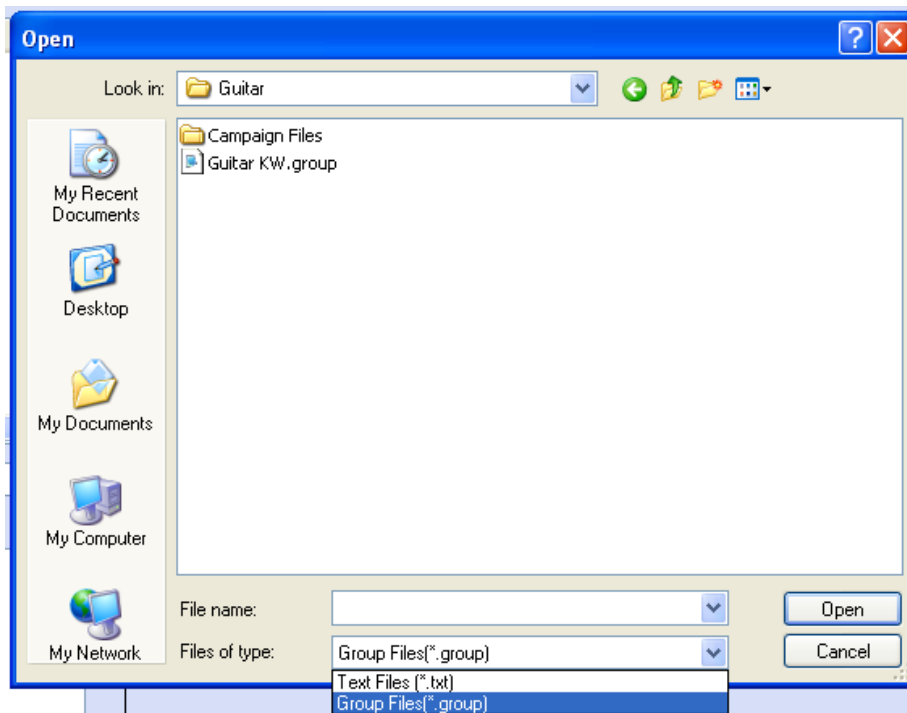 Open
Look in:
Guitar
Campaign Files
Guitar KW.group
My Recent
Documents
Desktop
My Documents
My Computer
My Network
File name:
Open
Files of type:
Group Files(*.group)
Cancel
Text Files (*.txt)
Group Files(*.group)